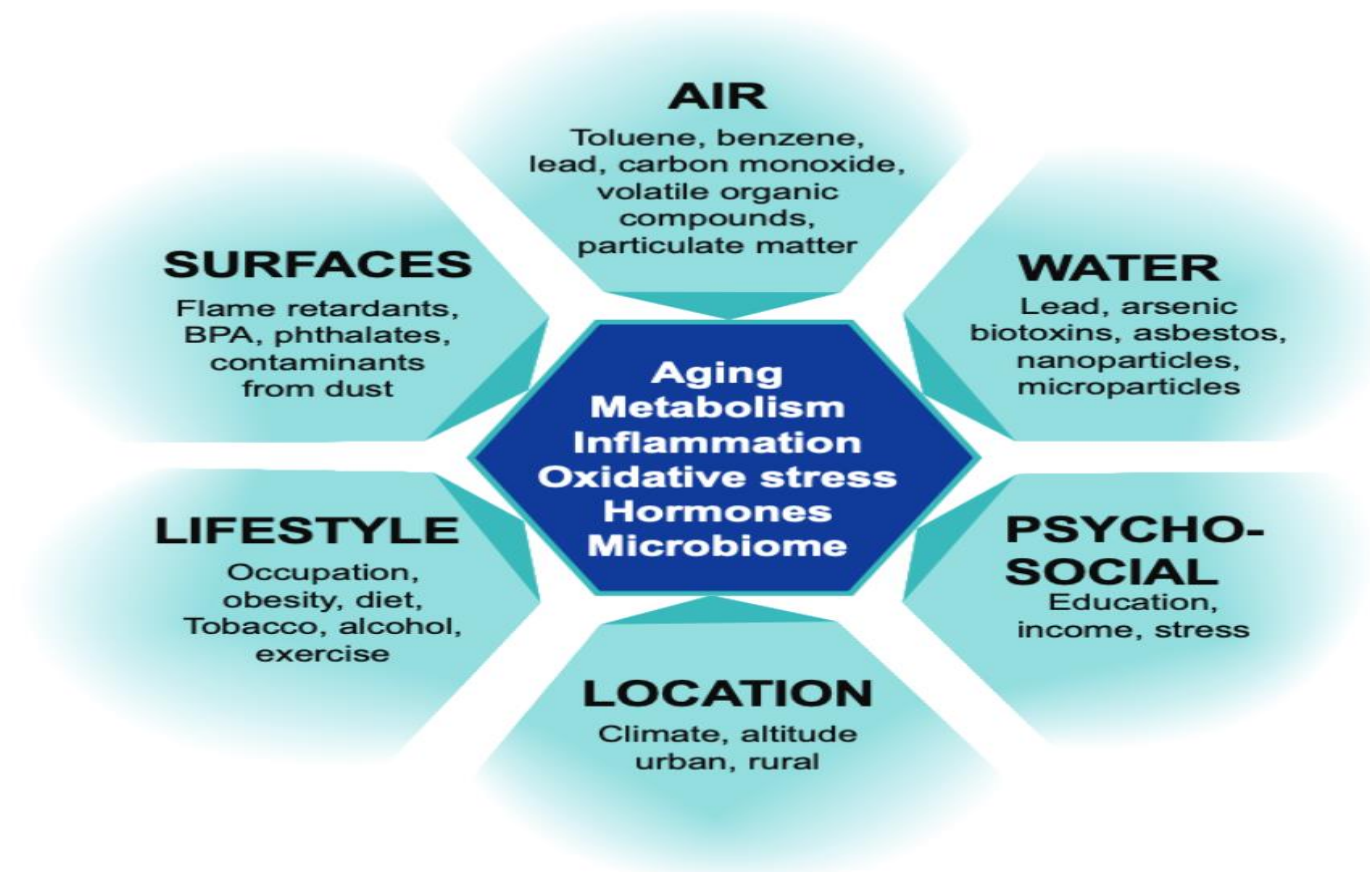 AIR
Toluene, benzene,
lead, carbon monoxide,
volatile organic
compounds,
particulate matter
SURFACES
Flame retardants,
BPA, phthalates,
contaminants
from dust
WATER
Lead, arsenic
biotoxins, asbestos,
nanoparticles,
microparticles
Aging
Metabolism
Inflammation
Oxidative stress
Hormones
Microbiome
LIFESTYLE
Occupation,
obesity, diet,
Tobacco, alcohol,
exercise
PSYCHO-
SOCIAL
Education,
income, stress
LOCATION
Climate, altitude
urban, rural